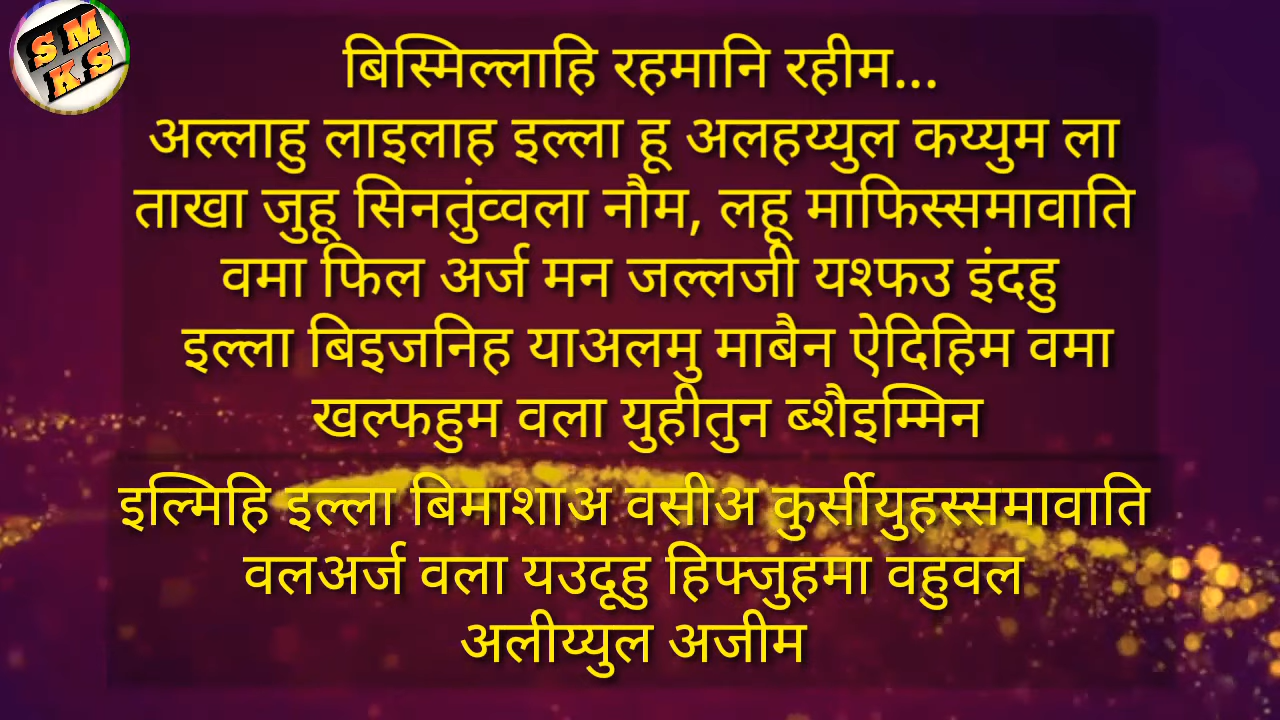 S M
K S
बिस्मिल्लाहि रहमानि रहीम...
अल्लाहु लाइलाह इल्ला हू अलहय्युल कय्युम ला
ताखा जुहू सिनतुंव्वला नौम, लहू माफिस्समावाति
वमा फिल अर्ज मन जल्लजी यश्फउ इंदहु
इल्ला बिइजनिह याअलमु माबैन ऐदिहिम वमा
खल्फहुम वला युहीतुन ब्शैइम्मिन
इल्मिहि इल्ला बिमाशाअ वसीअ कुर्सीयुहस्समावाति
वलअर्ज वला यउदूहु हिफ्जुहमा वहुवल
अलीय्युल अजीम